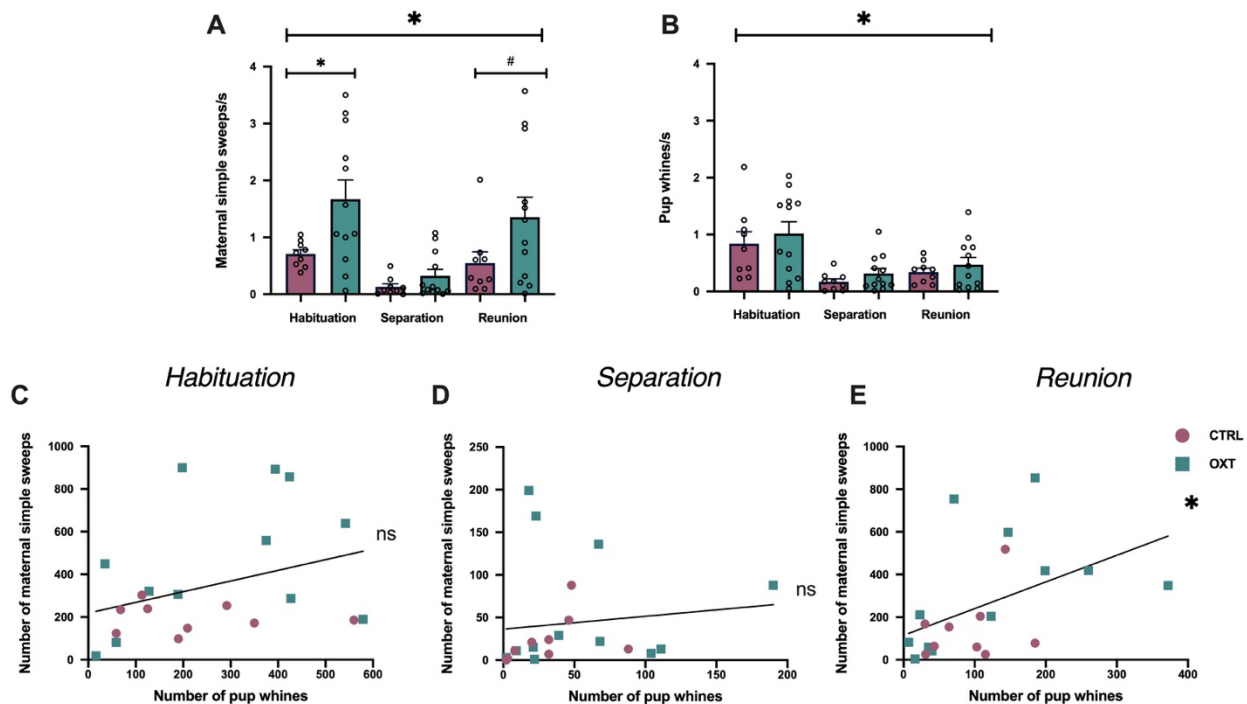 A
B
*
*
*
#
Maternal simple sweeps/s
4
3
2
1
0
Habituation
Separation
Reunion
Pup whines/s
4
3
2
1
0
Habituation
Separation
Reunion
Habituation
Separation
Reunion
C
D
E
Number of maternal simple sweeps
1000
800
600
400
200
0
ns
0
100
200
300
400
500
600
Number of pup whines
Number of maternal simple sweeps
250
200
150
100
50
0
ns
0
50
100
150
200
Number of pup whines
Number of maternal simple sweeps
1000
800
600
400
200
0
0
100
200
300
400
Number of pup whines
CTRL
OXT
*